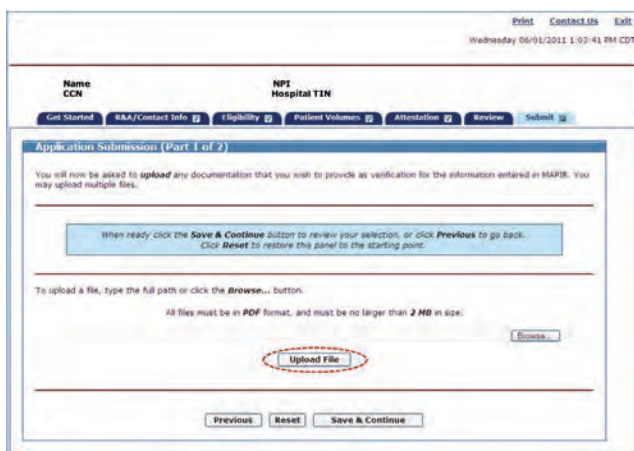 Print Contact Us Exit
Wednesday 06/01/2011 1:03:41 PM CDT
Name NPI
CCN Hospital TIN
Get Started R&A/Contact Info Eligibility Patient Volumes Attestation Review Submit
Application Submission (Part 1 of 2)
You will now be asked to upload any documentation that you wish to provide as verification for the information entered in MAPIR. You
may upload multiple files.
When ready click the Save & Continue button to review your selection, or click Previous to go back.
Click Reset to restore this panel to the starting point.
To upload a file, type the full path or click the Browse... button.
All files must be in PDF format, and must be no larger than 2 MB in size.
Browse...
Upload File
Previous Reset Save & Continue